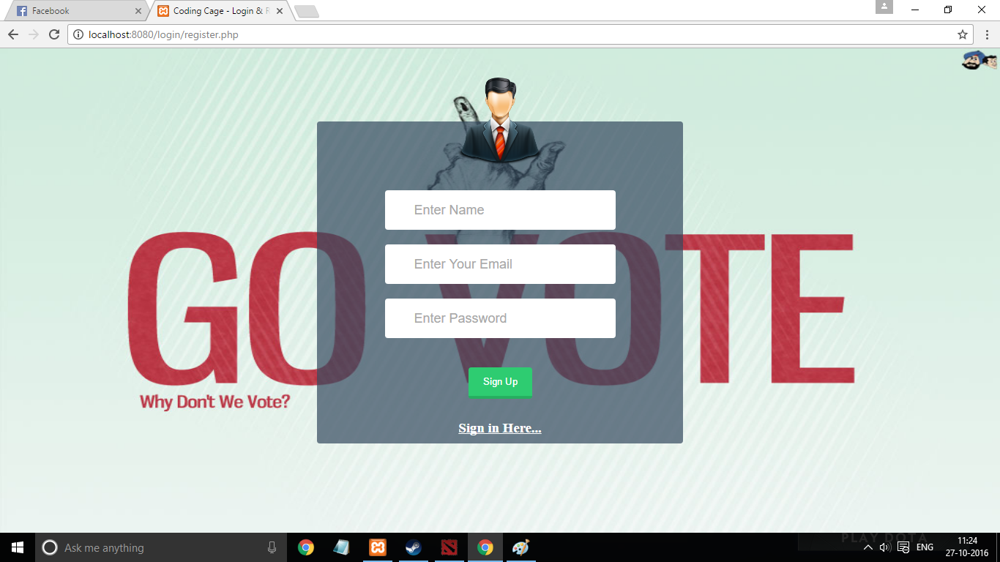 Facebook
Coding Cage - Login & R
localhost:8080/login/register.php
Enter Name
Enter Your Email
GO VOTE
Enter Password
Sign Up
Why Don't We Vote?
Sign in Here...
PLAY DOTA
Ask me anything
ENG
11:24
27-10-2016